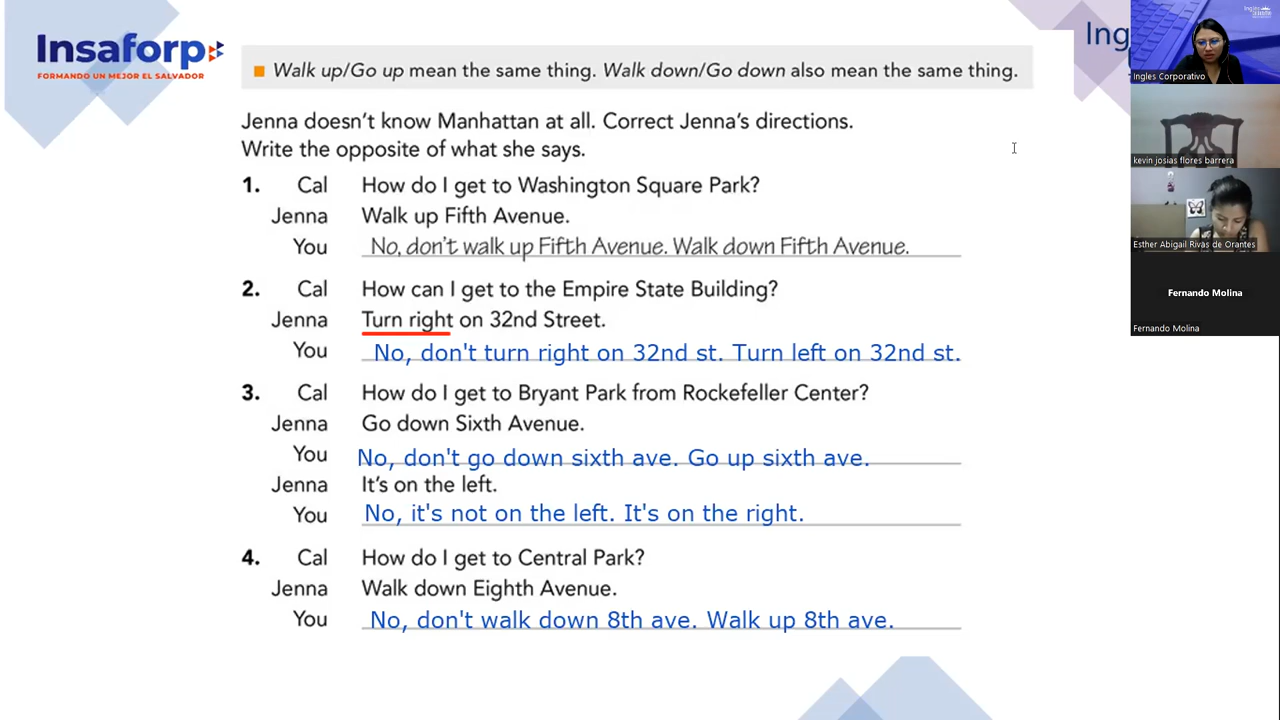 Insaforp
FORMANDO UN MEJOR EL SALVADOR
Walk up/Go up mean the same thing. Walk down/Go down also mean the same thing.
Ing
Jenna doesn't know Manhattan at all. Correct Jenna's directions.
Write the opposite of what she says.
1. Cal How do I get to Washington Square Park?
Jenna Walk up Fifth Avenue.
You No, don't walk up Fifth Avenue. Walk down Fifth Avenue.
2. Cal How can I get to the Empire State Building?
Jenna Turn right on 32nd Street.
You No, don't turn right on 32nd st. Turn left on 32nd st.
3. Cal How do I get to Bryant Park from Rockefeller Center?
Jenna Go down Sixth Avenue.
You No, don't go down sixth ave. Go up sixth ave.
Jenna It's on the left.
You No, it's not on the left. It's on the right.
4. Cal How do I get to Central Park?
Jenna Walk down Eighth Avenue.
You No, don't walk down 8th ave. Walk up 8th ave.
Ingles Corporativo
kevin josias flores barrera
Esther Abigail Rivas de Orantes
Fernando Molina
Fernando Molina